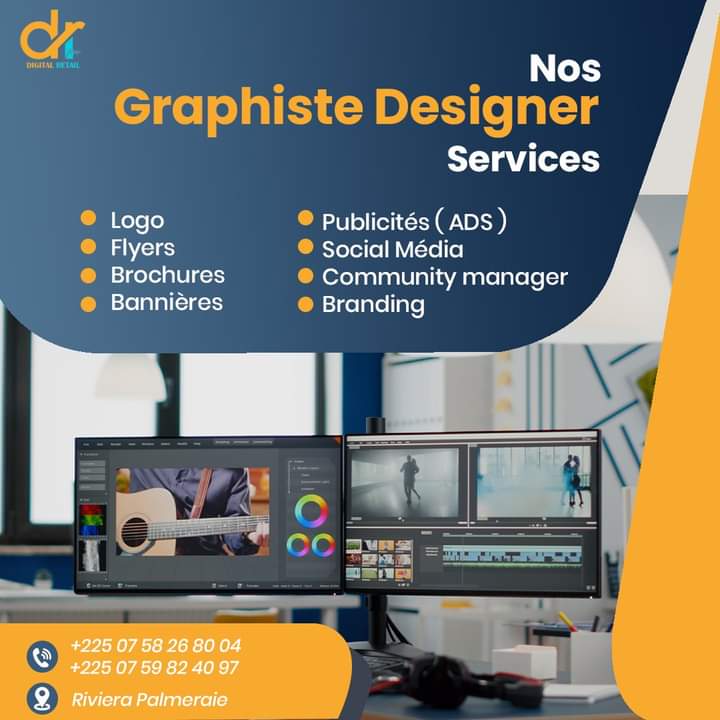 dr
DIGITAL RETAIL
Nos
Graphiste Designer
Services
Logo
Flyers
Brochures
Bannières
Publicités ( ADS )
Social Média
Community manager
Branding
+225 07 58 26 80 04
+225 07 59 82 40 97
Riviera Palmeraie